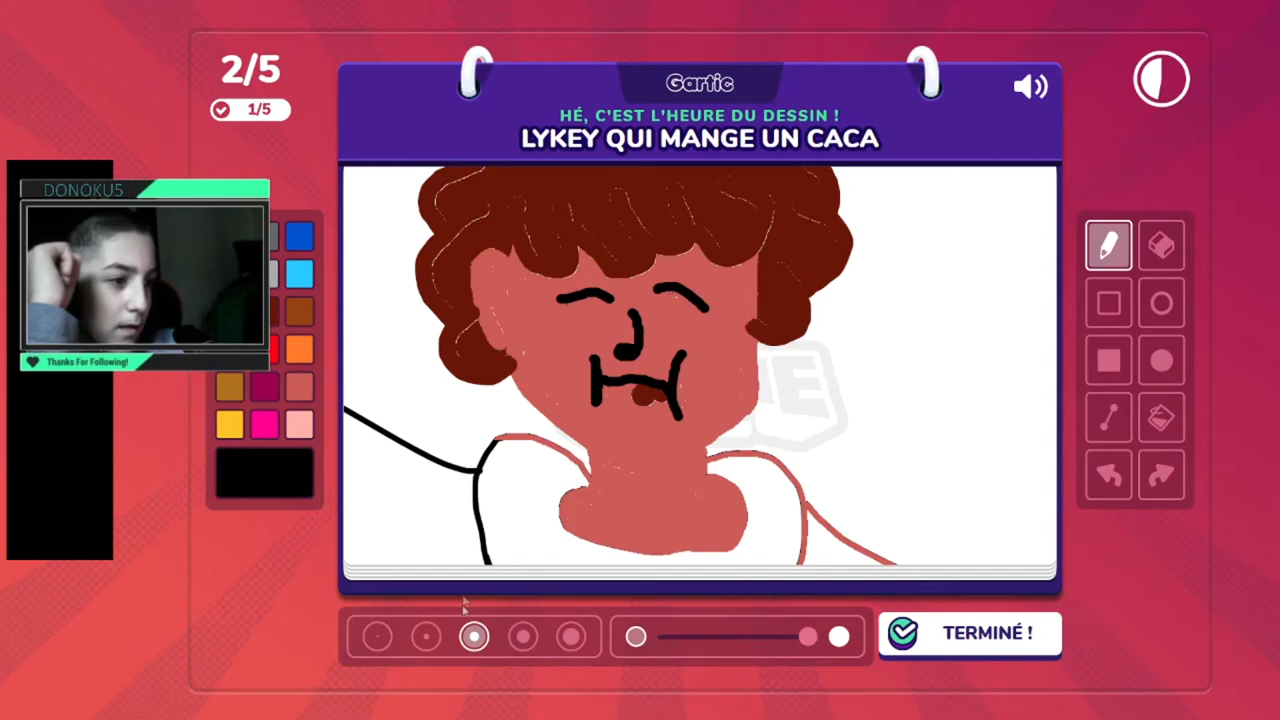 2/5
1/5
Gartic
HÉ, C'EST L'HEURE DU DESSIN !
LYKEY QUI MANGE UN CACA
DONOKU5
Thanks For Following!
TERMINÉ !